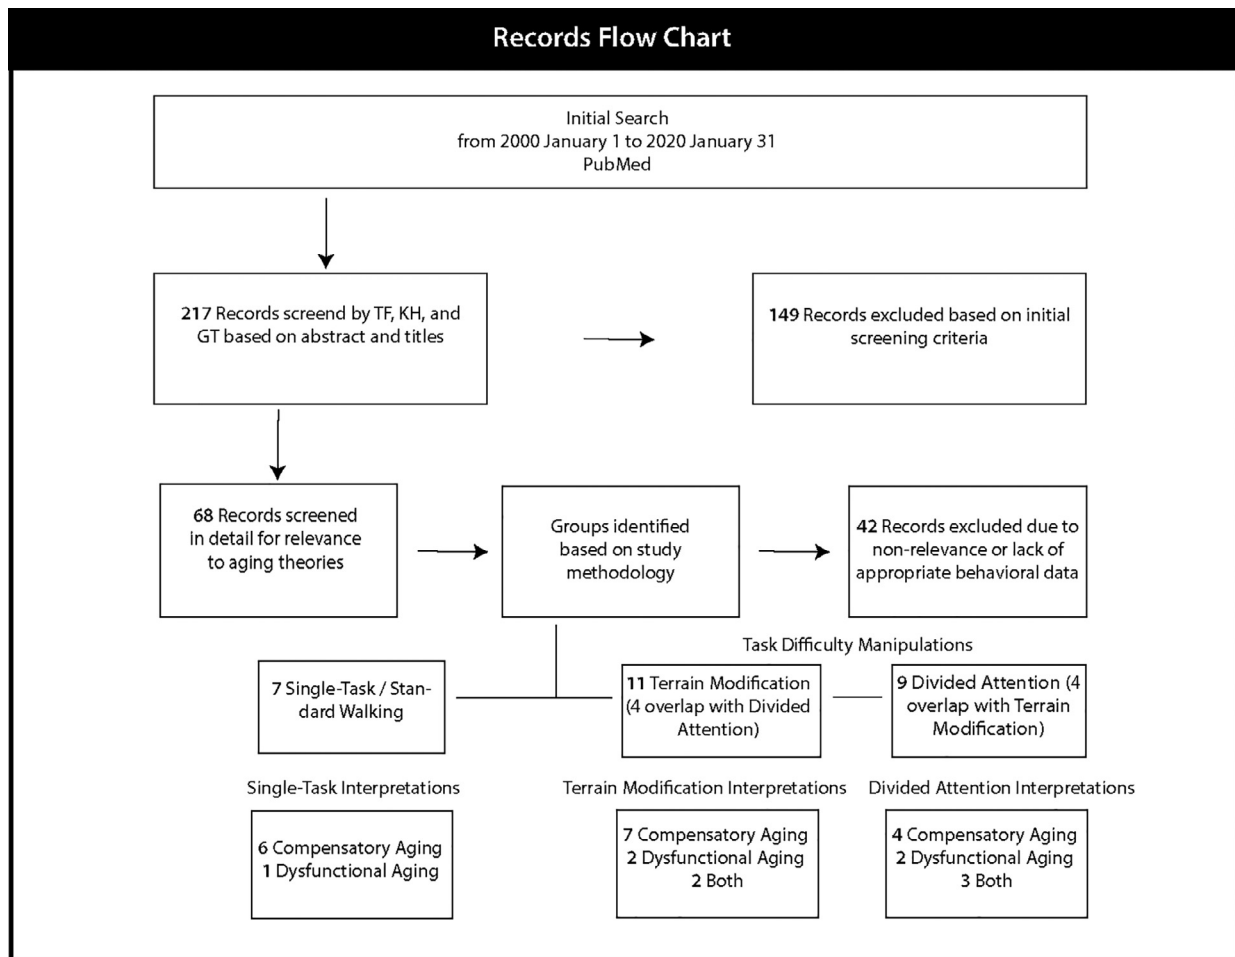 Records Flow Chart
Initial Search
from 2000 January 1 to 2020 January 31
PubMed
217 Records screend by TF, KH, and
GT based on abstract and titles
149 Records excluded based on initial
screening criteria
68 Records screened
in detail for relevance
to aging theories
Groups identified
based on study
methodology
42 Records excluded due to
non-relevance or lack of
appropriate behavioral data
Task Difficulty Manipulations
7 Single-Task / Stan-
dard Walking
11 Terrain Modification
(4 overlap with Divided
Attention)
9 Divided Attention (4
overlap with Terrain
Modification)
Single-Task Interpretations
Terrain Modification Interpretations
Divided Attention Interpretations
6 Compensatory Aging
1 Dysfunctional Aging
7 Compensatory Aging
2 Dysfunctional Aging
2 Both
4 Compensatory Aging
2 Dysfunctional Aging
3 Both